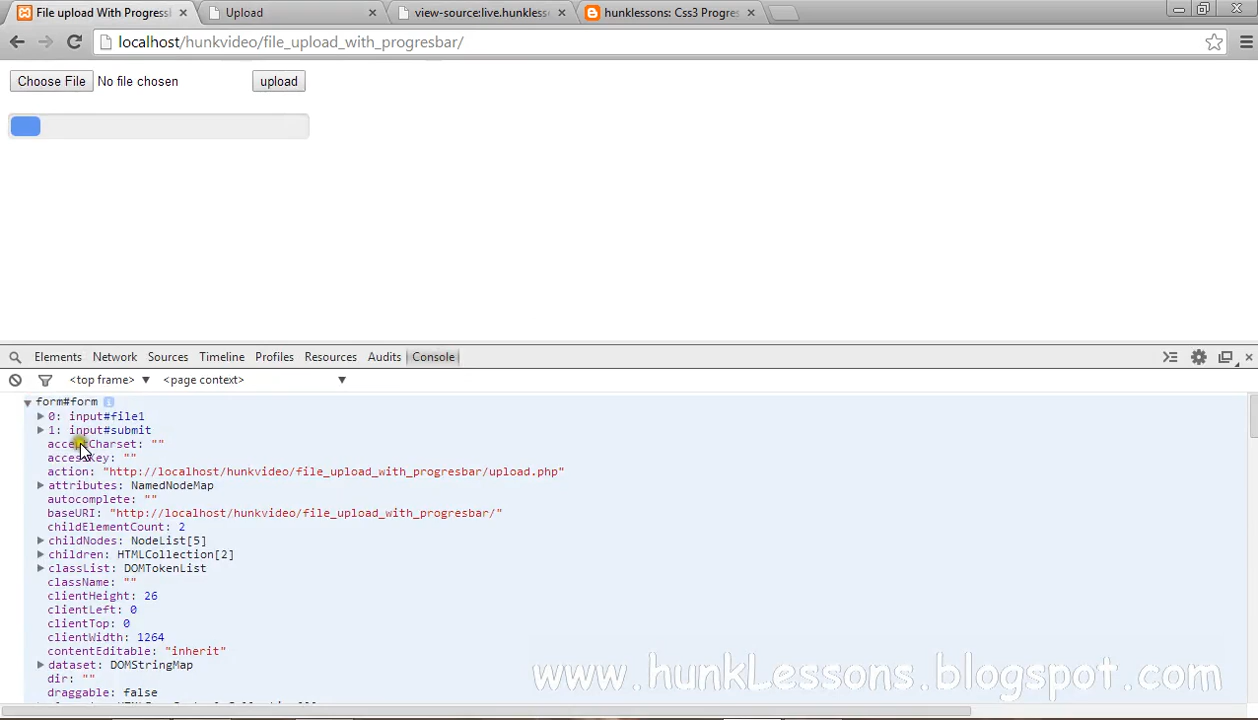 File upload With Progressi
Upload
view-source:live.hunklesso
hunklessons: Css3 Progres
localhost/hunkvideo/file_upload_with_progresbar/
Choose File No file chosen upload
Elements Network Sources Timeline Profiles Resources Audits Console
<top frame> <page context>
form#form
0: input#file1
1: input#submit
acceptCharset: ""
accessKey: ""
action: "http://localhost/hunkvideo/file_upload_with_progresbar/upload.php"
attributes: NamedNodeMap
autocomplete: ""
baseURI: "http://localhost/hunkvideo/file_upload_with_progresbar/"
childElementCount: 2
childNodes: NodeList[5]
children: HTMLCollection[2]
classList: DOMTokenList
className: ""
clientHeight: 26
clientLeft: 0
clientTop: 0
clientWidth: 1264
contentEditable: "inherit"
dataset: DOMStringMap
dir: ""
draggable: false
www.hunkLessons.blogspot.com